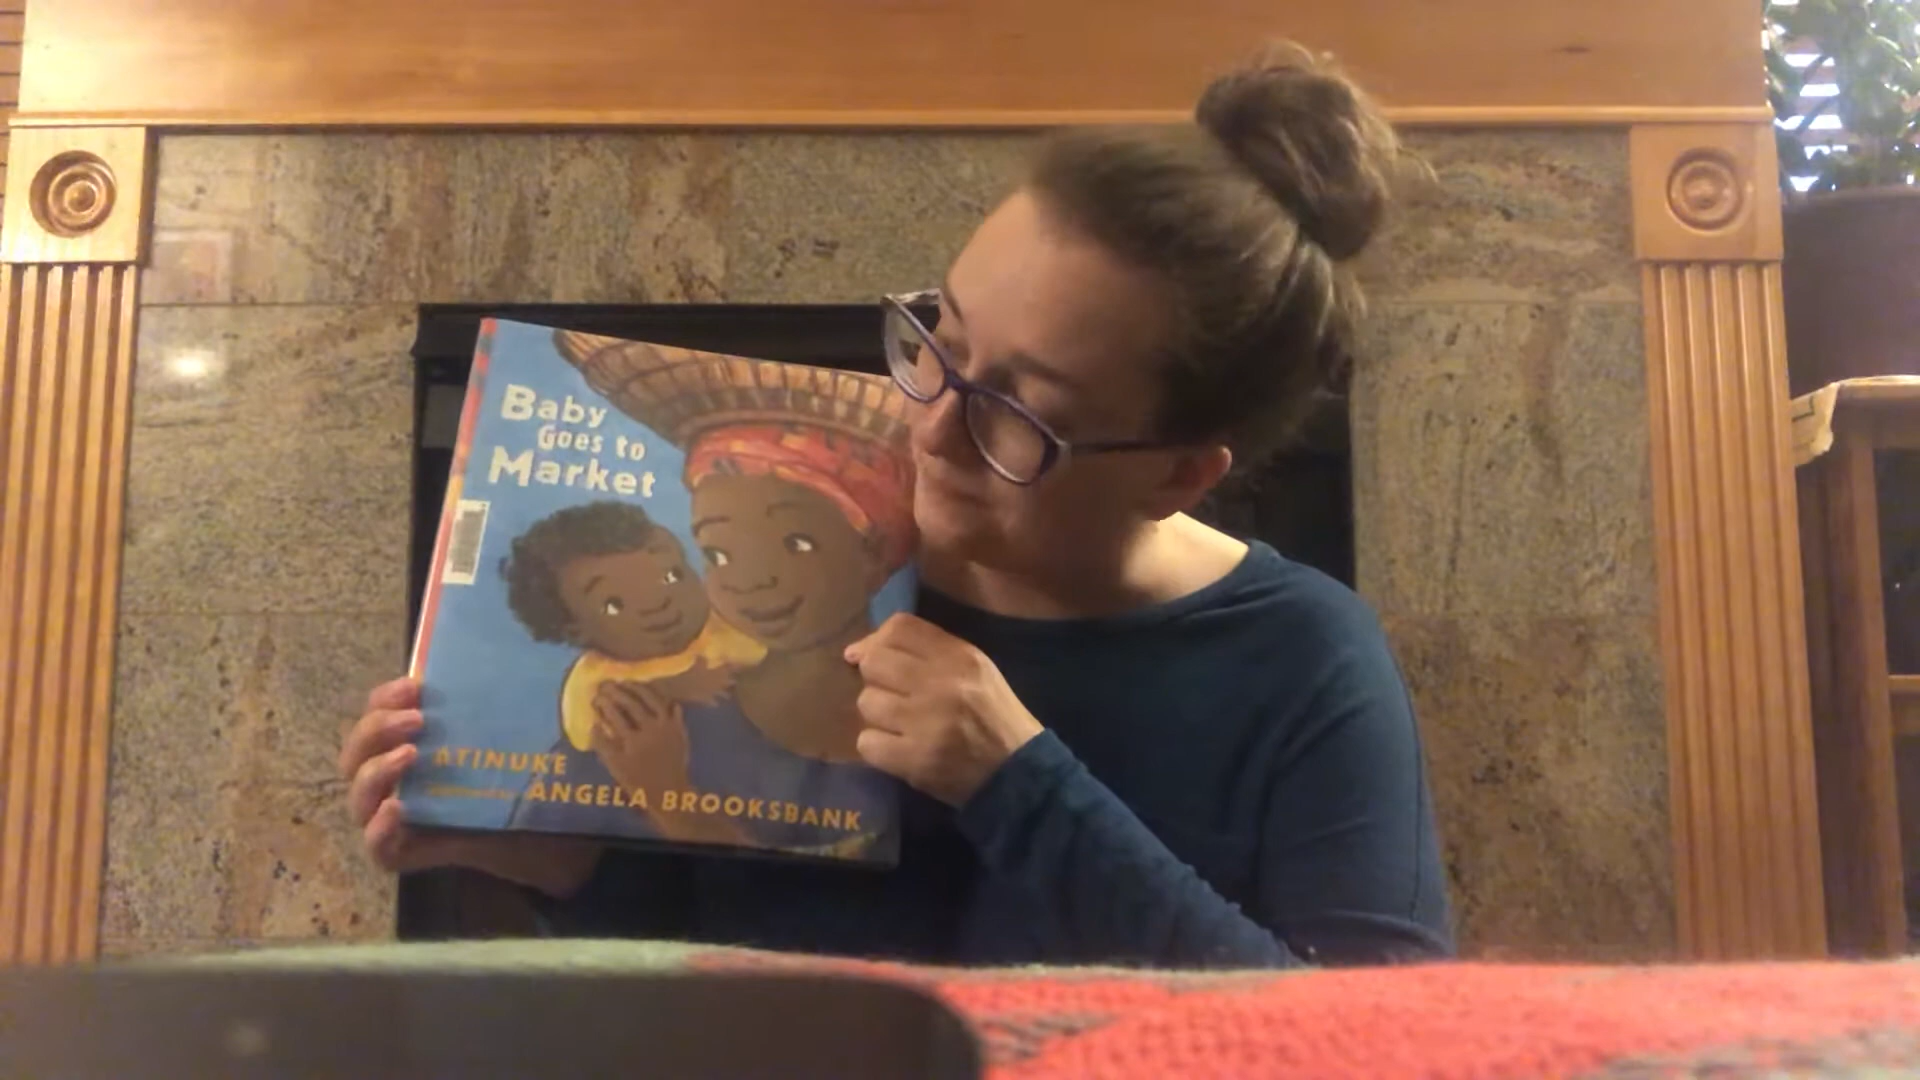 Baby
Goes to
Market
ATINUKE
ANGELA BROOKSBANK